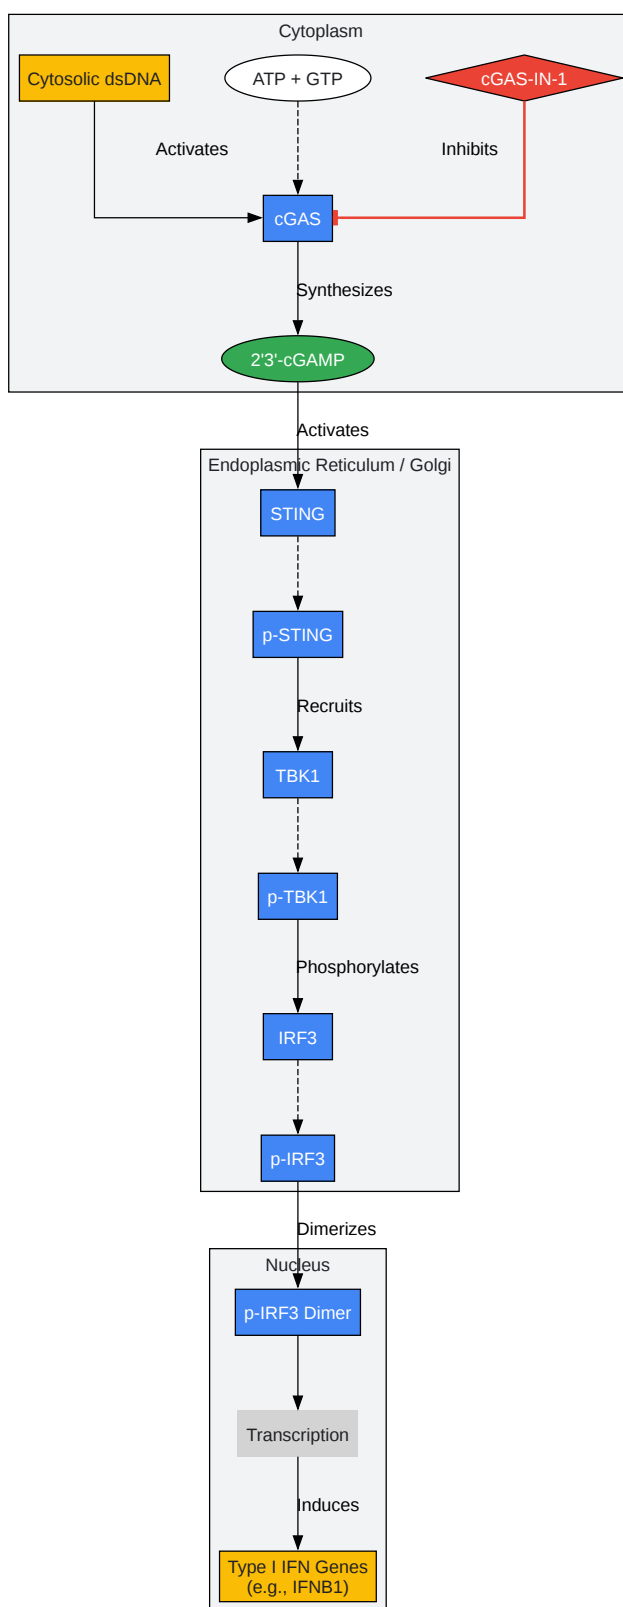 Cytoplasm
Cytosolic dsDNA
ATP + GTP
cGAS-IN-1
Activates
Inhibits
cGAS
Synthesizes
2'3'-cGAMP
Activates
Endoplasmic Reticulum / Golgi
STING
p-STING
Recruits
TBK1
p-TBK1
Phosphorylates
IRF3
p-IRF3
Dimerizes
Nucleus
p-IRF3 Dimer
Transcription
Induces
Type I IFN Genes
(e.g., IFNB1)